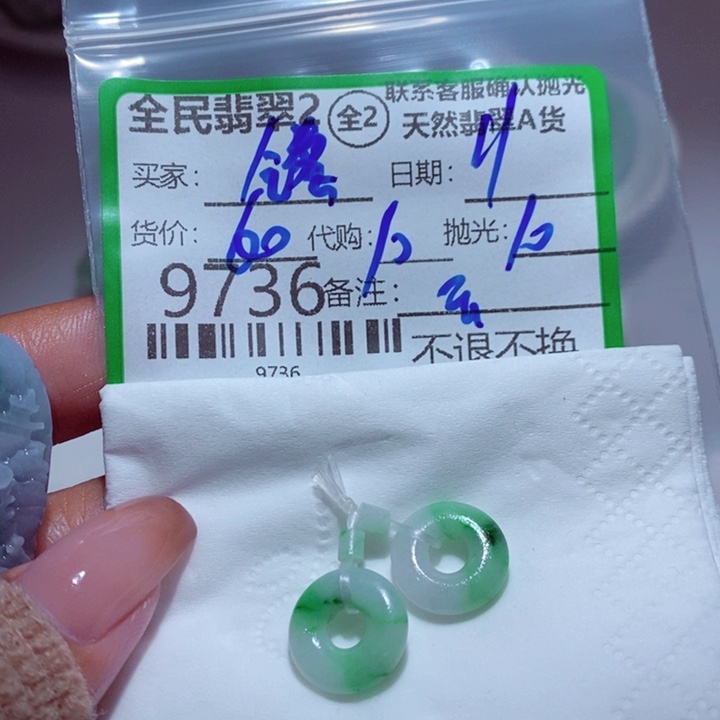 全民翡翠2 全2 联系客服确认抛光
天然翡翠A货
买家: 日期:
货价: 60 代购: 10 抛光: 10
9736 备注:
9736 不退不换